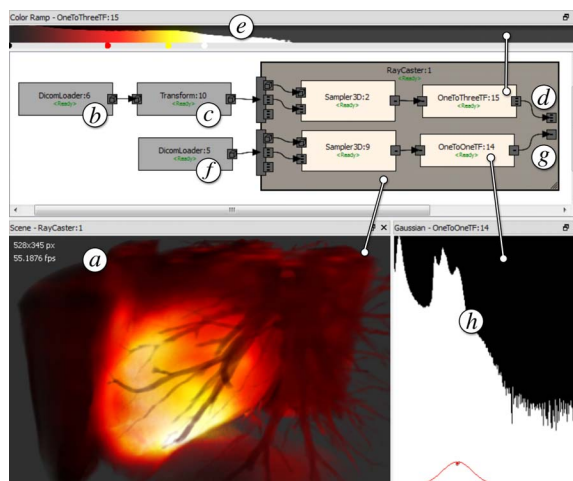 Color Ramp - OneToThreeTF:15
e
RayCaster:1
<Ready>
DicomLoader:6
<Ready>
Transform:10
<Ready>
Sampler3D:2
<Ready>
OneToThreeTF:15
<Ready>
b
c
d
DicomLoader:5
<Ready>
Sampler3D:9
<Ready>
OneToOneTF:14
<Ready>
f
g
Scene - RayCaster:1
Gaussian - OneToOneTF:14
528x345 px
55.1876 fps
a
h